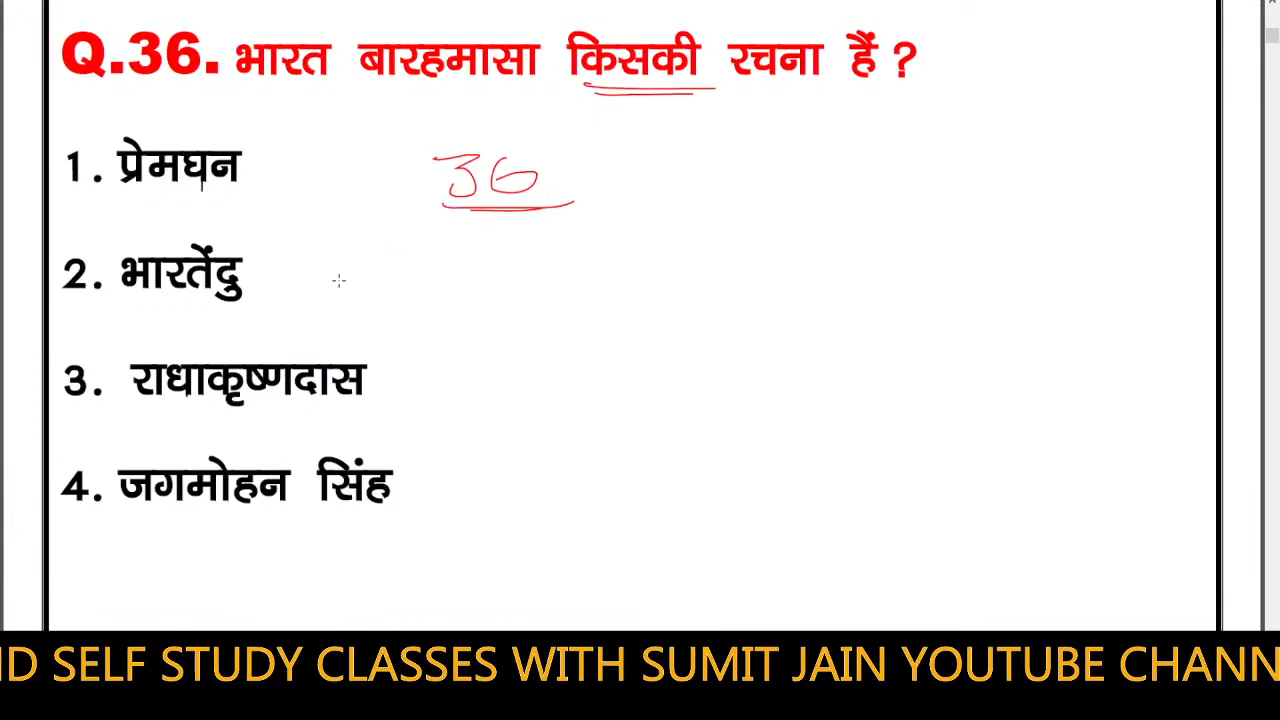 Q.36. भारत बारहमासा किसकी रचना हैं ?
36
1. प्रेमघन
2. भारतेंदु
3. राधाकृष्णदास
4. जगमोहन सिंह
ND SELF STUDY CLASSES WITH SUMIT JAIN YOUTUBE CHANN